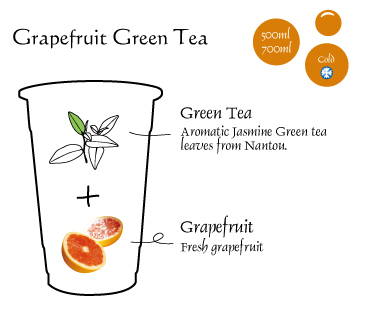 Grapefruit Green Tea
500ml
700ml
Cold
Green Tea
Aromatic Jasmine Green tea
leaves from Nantou.
+
Grapefruit
Fresh grapefruit